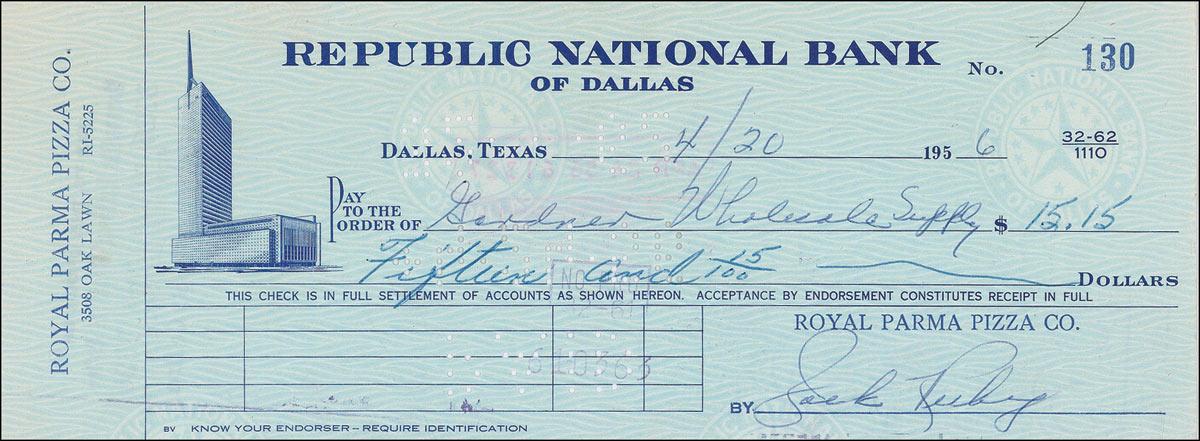 ROYAL PARMA PIZZA CO.
3508 OAK LAWN RI-5225
REPUBLIC NATIONAL BANK
OF DALLAS
No. 130
DALLAS, TEXAS 4/20 1956
32-62
1110
PAY TO THE ORDER OF Gardner Wholesale Supply $ 15.15
Fifteen and 15/100 DOLLARS
THIS CHECK IS IN FULL SETTLEMENT OF ACCOUNTS AS SHOWN HEREON. ACCEPTANCE BY ENDORSEMENT CONSTITUTES RECEIPT IN FULL
ROYAL PARMA PIZZA CO.
610363
BY Jack Ruby
BV KNOW YOUR ENDORSER – REQUIRE IDENTIFICATION